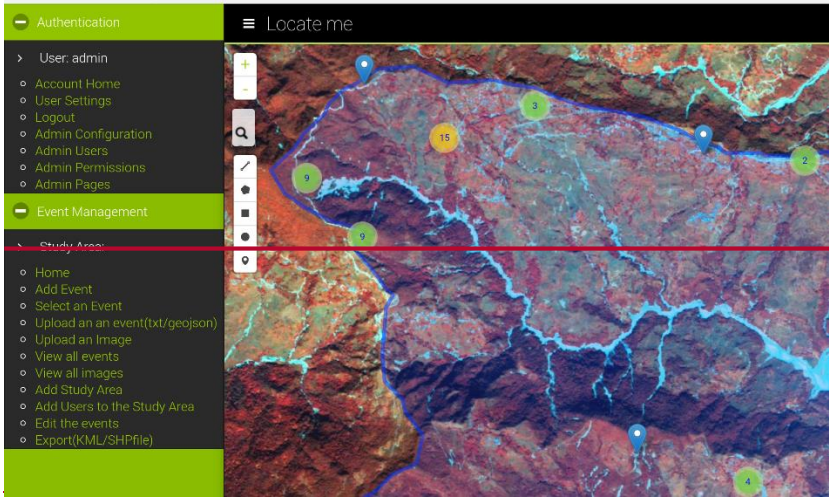 Authentication
Locate me
User: admin
Account Home
User Settings
Logout
Admin Configuration
Admin Users
Admin Permissions
Admin Pages
Event Management
Study Area:
Home
Add Event
Select an Event
Upload an an event(txt/geojson)
Upload an Image
View all events
View all images
Add Study Area
Add Users to the Study Area
Edit the events
Export(KML/SHPfile)
+
-
3
15
2
9
9
4